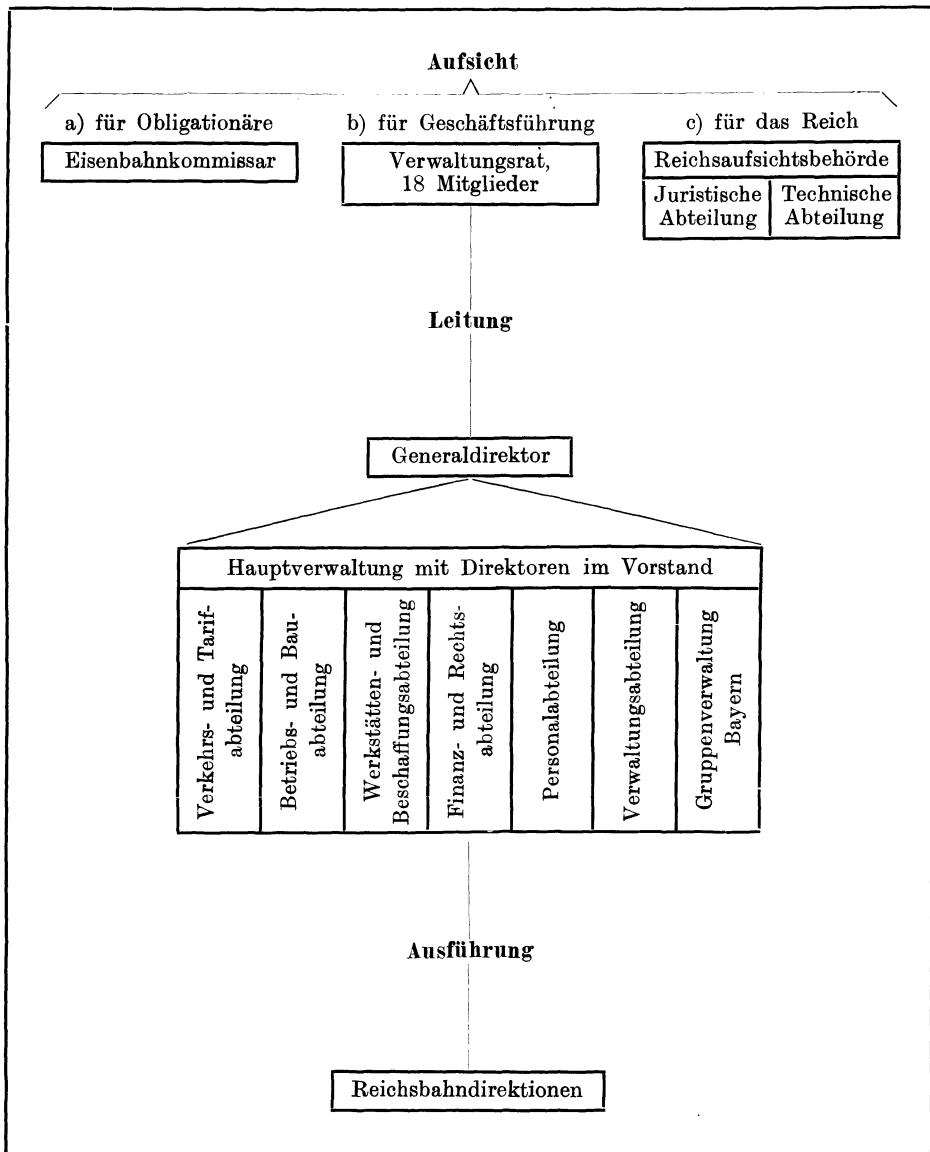 Aufsicht
a) für Obligationäre
Eisenbahnkommissar
b) für Geschäftsführung
Verwaltungsrat,
18 Mitglieder
c) für das Reich
Reichsaufsichtsbehörde
Juristische
Abteilung
Technische
Abteilung
Leitung
Generaldirektor
Hauptverwaltung mit Direktoren im Vorstand
Verkehrs- und Tarif-
abteilung
Betriebs- und Bau-
abteilung
Werkstätten- und
Beschaffungsabteilung
Finanz- und Rechts-
abteilung
Personalabteilung
Verwaltungsabteilung
Gruppenverwaltung
Bayern
Ausführung
Reichsbahndirektionen